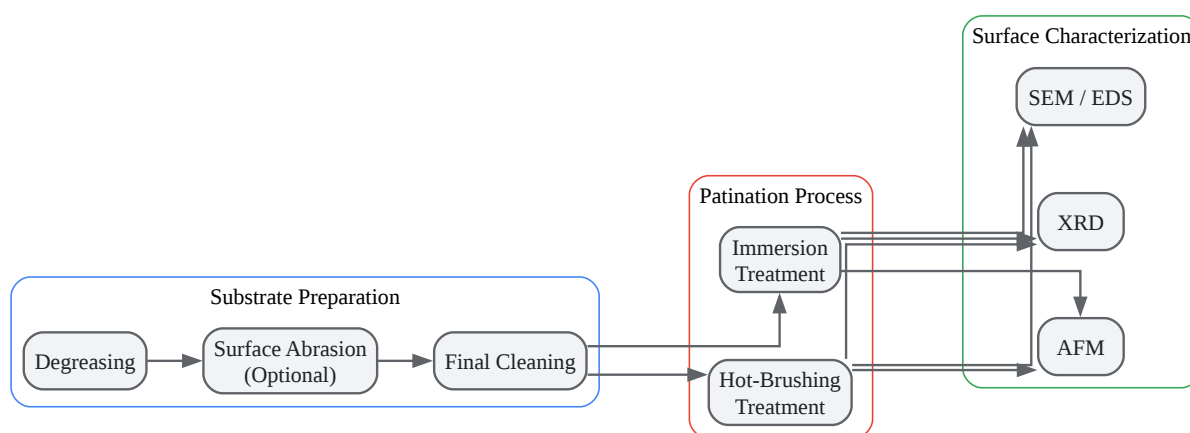 Substrate Preparation
Degreasing
Surface Abrasion
(Optional)
Final Cleaning
Patination Process
Immersion
Treatment
Hot-Brushing
Treatment
Surface Characterization
SEM / EDS
XRD
AFM